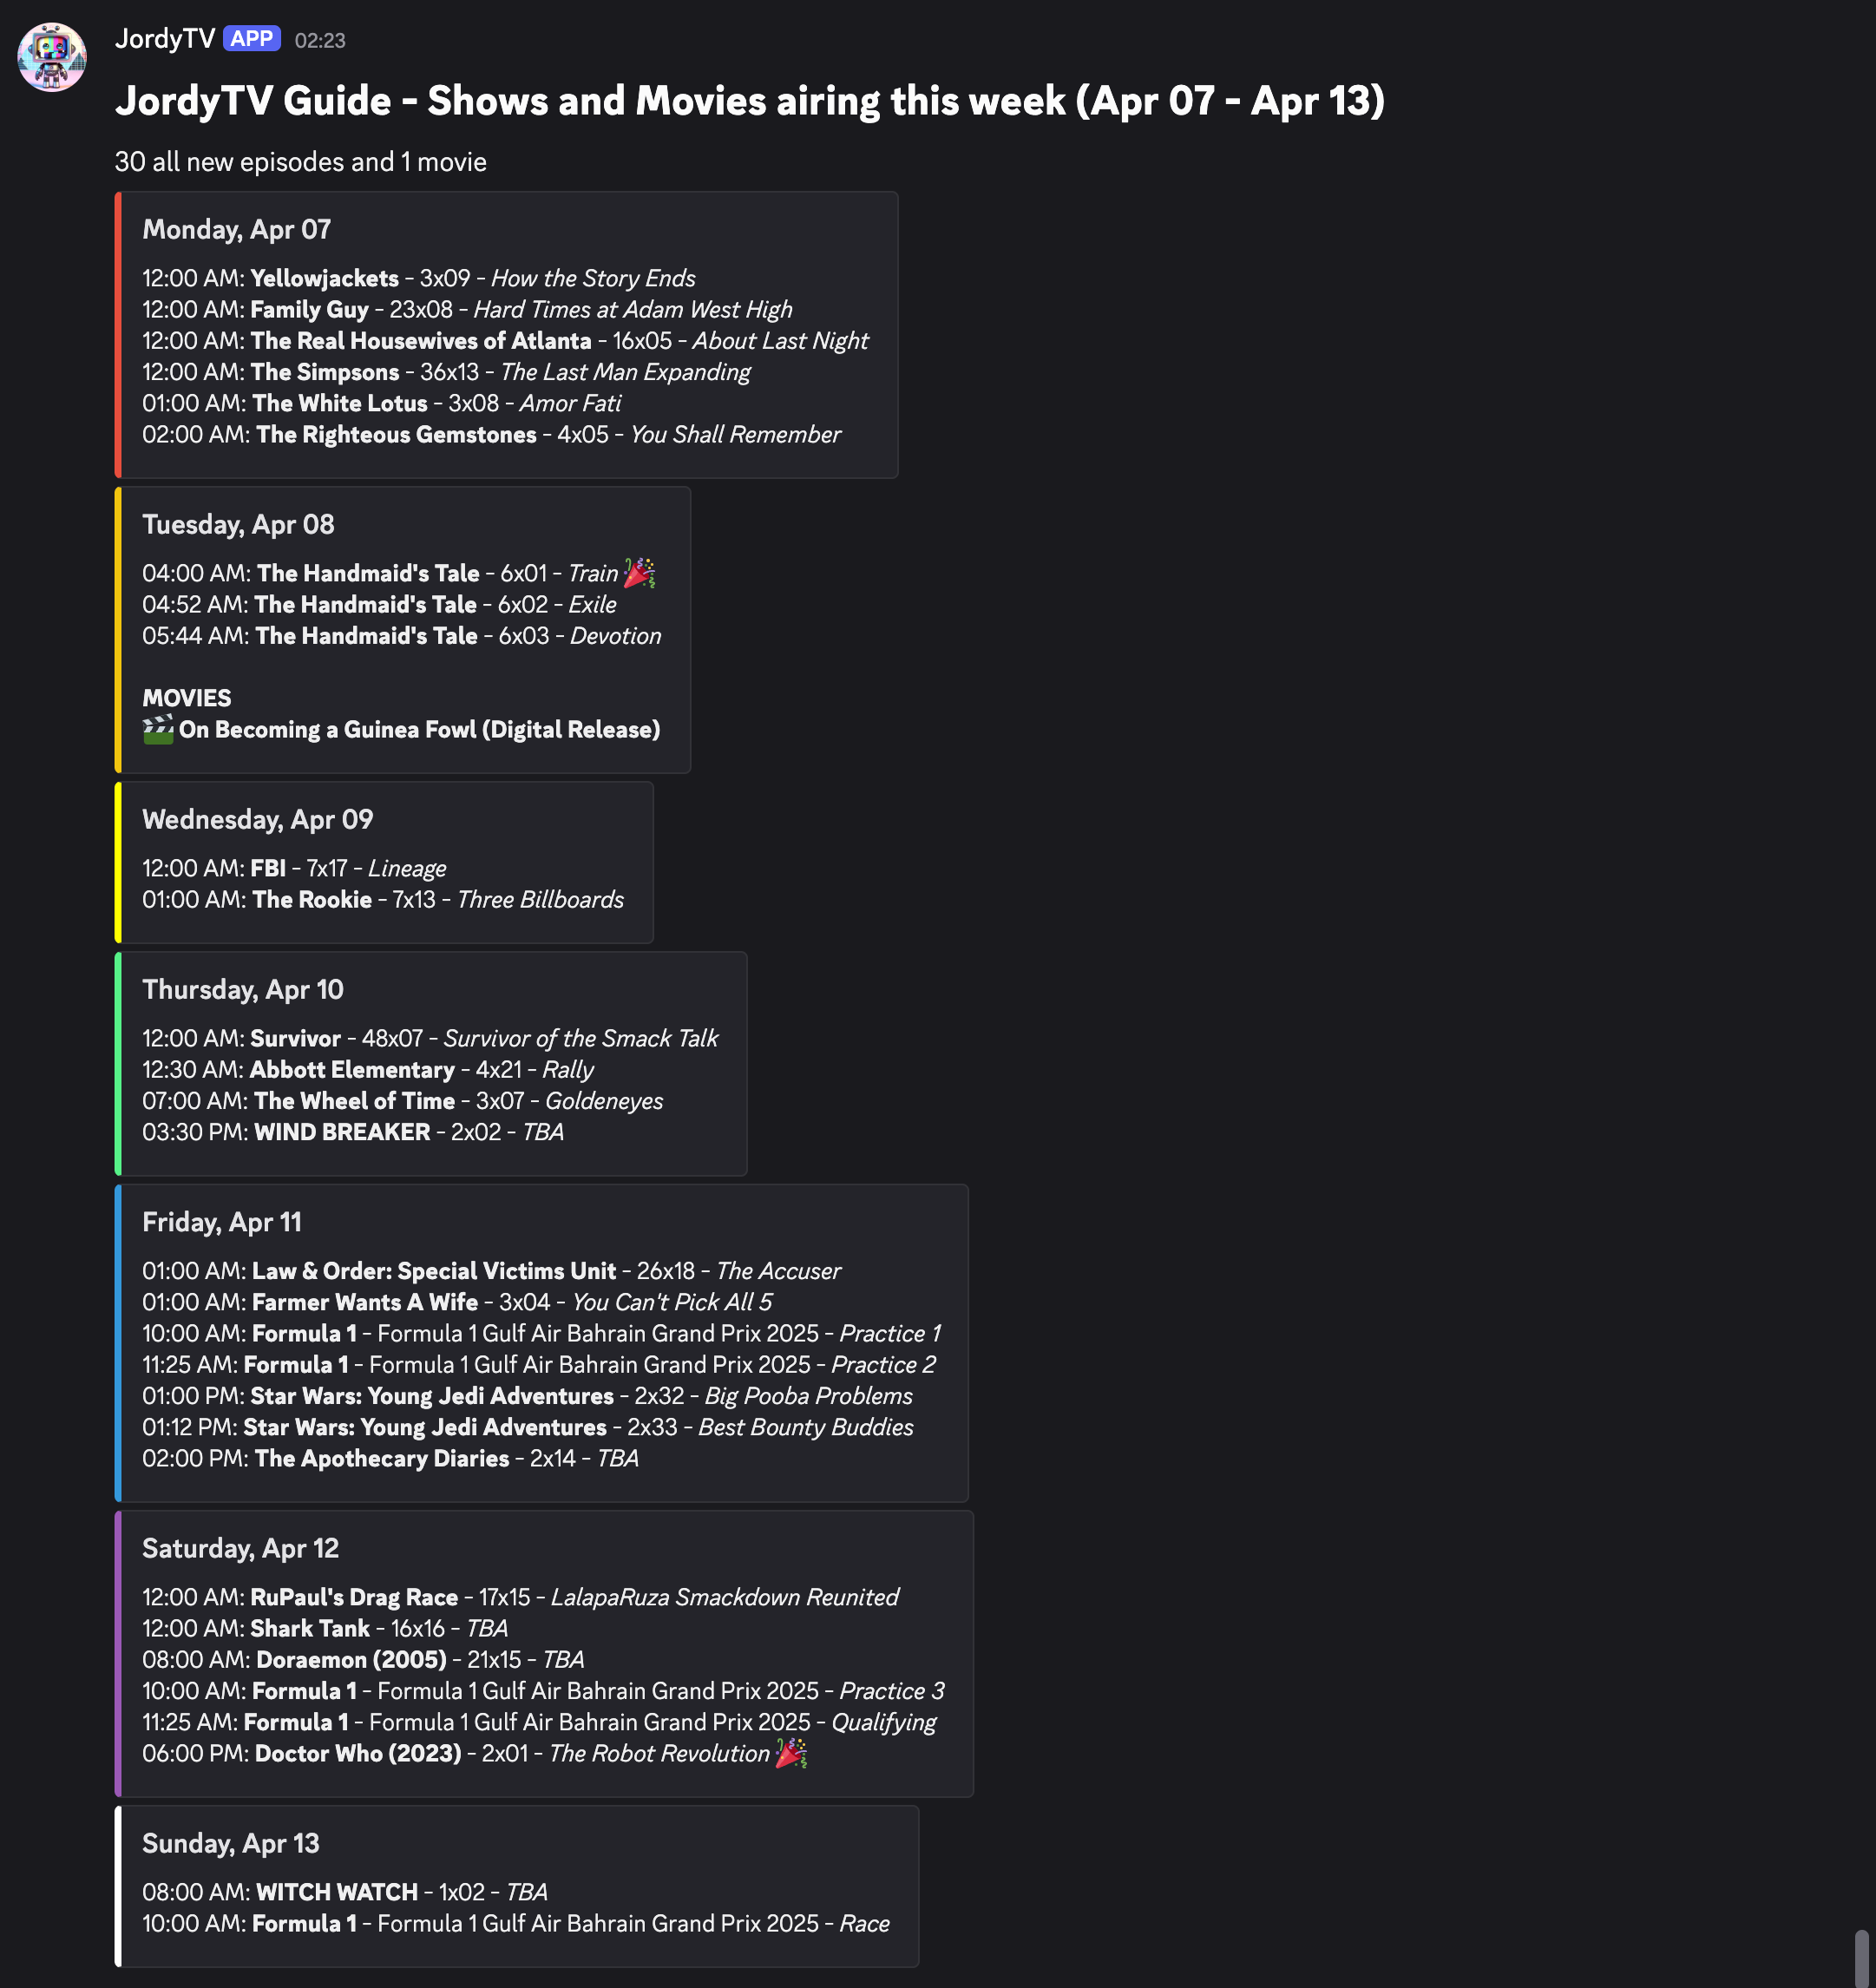 JordyTV APP 02:23
JordyTV Guide - Shows and Movies airing this week (Apr 07 - Apr 13)
30 all new episodes and 1 movie
Monday, Apr 07
12:00 AM: Yellowjackets - 3x09 - How the Story Ends
12:00 AM: Family Guy - 23x08 - Hard Times at Adam West High
12:00 AM: The Real Housewives of Atlanta - 16x05 - About Last Night
12:00 AM: The Simpsons - 36x13 - The Last Man Expanding
01:00 AM: The White Lotus - 3x08 - Amor Fati
02:00 AM: The Righteous Gemstones - 4x05 - You Shall Remember
Tuesday, Apr 08
04:00 AM: The Handmaid's Tale - 6x01 - Train 🎉
04:52 AM: The Handmaid's Tale - 6x02 - Exile
05:44 AM: The Handmaid's Tale - 6x03 - Devotion
MOVIES
🎬 On Becoming a Guinea Fowl (Digital Release)
Wednesday, Apr 09
12:00 AM: FBI - 7x17 - Lineage
01:00 AM: The Rookie - 7x13 - Three Billboards
Thursday, Apr 10
12:00 AM: Survivor - 48x07 - Survivor of the Smack Talk
12:30 AM: Abbott Elementary - 4x21 - Rally
07:00 AM: The Wheel of Time - 3x07 - Goldeneyes
03:30 PM: WIND BREAKER - 2x02 - TBA
Friday, Apr 11
01:00 AM: Law & Order: Special Victims Unit - 26x18 - The Accuser
01:00 AM: Farmer Wants A Wife - 3x04 - You Can't Pick All 5
10:00 AM: Formula 1 - Formula 1 Gulf Air Bahrain Grand Prix 2025 - Practice 1
11:25 AM: Formula 1 - Formula 1 Gulf Air Bahrain Grand Prix 2025 - Practice 2
01:00 PM: Star Wars: Young Jedi Adventures - 2x32 - Big Pooba Problems
01:12 PM: Star Wars: Young Jedi Adventures - 2x33 - Best Bounty Buddies
02:00 PM: The Apothecary Diaries - 2x14 - TBA
Saturday, Apr 12
12:00 AM: RuPaul's Drag Race - 17x15 - LalapaRuza Smackdown Reunited
12:00 AM: Shark Tank - 16x16 - TBA
08:00 AM: Doraemon (2005) - 21x15 - TBA
10:00 AM: Formula 1 - Formula 1 Gulf Air Bahrain Grand Prix 2025 - Practice 3
11:25 AM: Formula 1 - Formula 1 Gulf Air Bahrain Grand Prix 2025 - Qualifying
06:00 PM: Doctor Who (2023) - 2x01 - The Robot Revolution 🎉
Sunday, Apr 13
08:00 AM: WITCH WATCH - 1x02 - TBA
10:00 AM: Formula 1 - Formula 1 Gulf Air Bahrain Grand Prix 2025 - Race